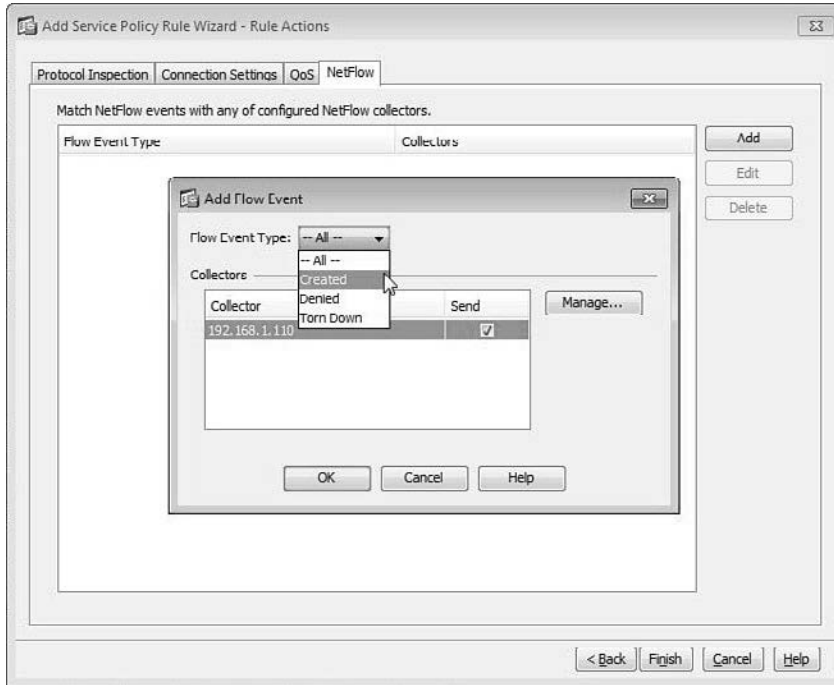 Add Service Policy Rule Wizard - Rule Actions
Protocol Inspection Connection Settings QoS NetFlow
Match NetFlow events with any of configured NetFlow collectors.
Flow Event Type Collectors
Add
Edit
Delete
Add Flow Event
Flow Event Type: -- All --
-- All --
Created
Denied
Torn Down
Collectors
Collector Send
Manage...
192.168.1.110
OK Cancel Help
< Back Finish Cancel Help